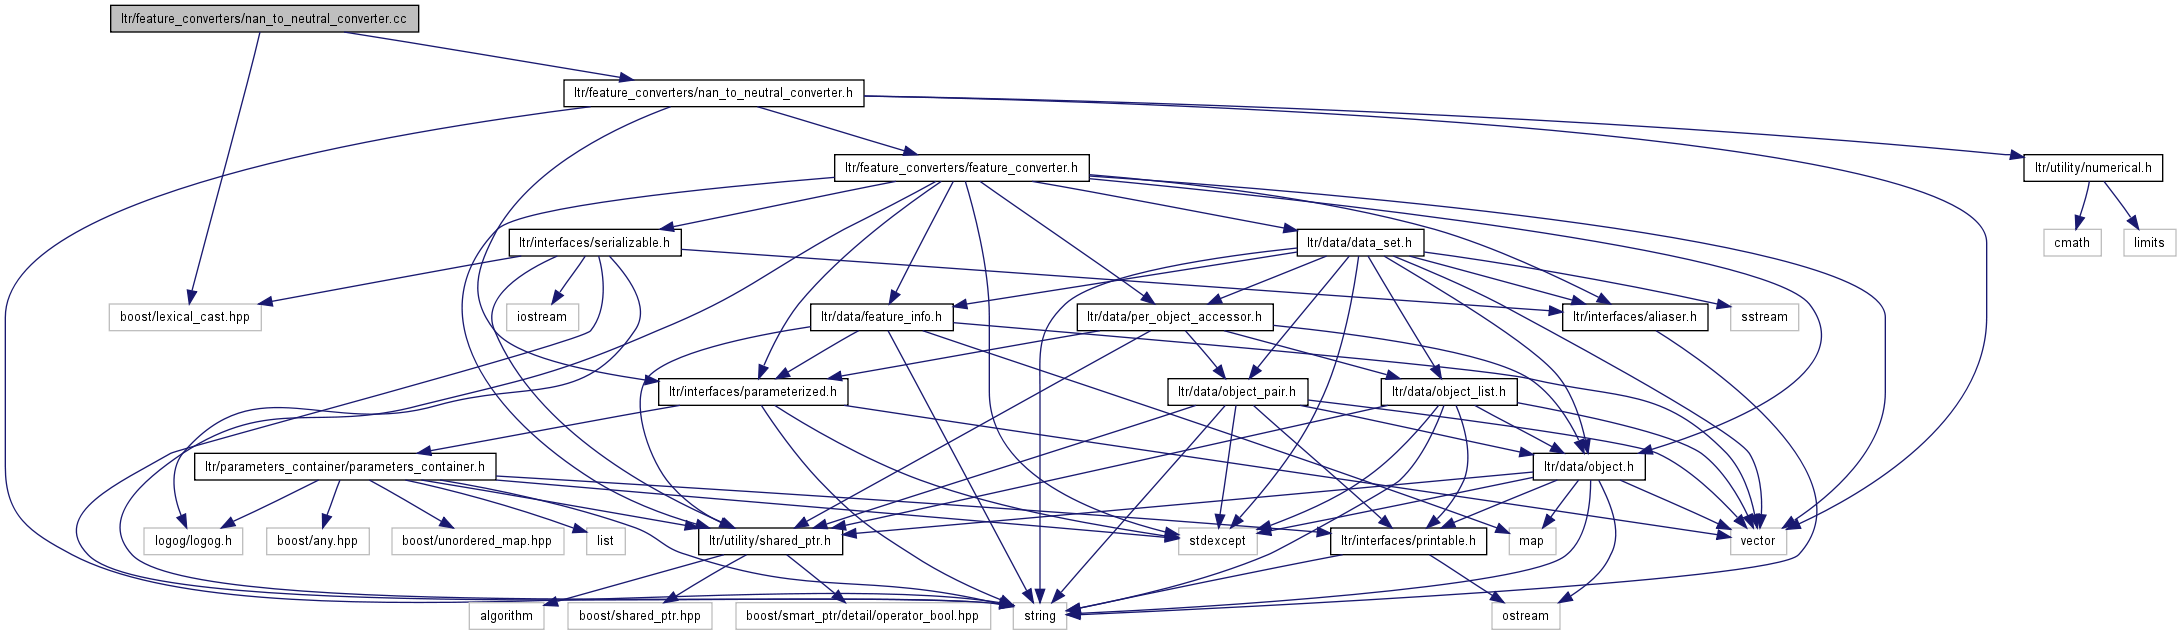 ltr/feature_converters/nan_to_neutral_converter.cc
ltr/feature_converters/nan_to_neutral_converter.h
ltr/feature_converters/feature_converter.h
ltr/utility/numerical.h
ltr/interfaces/serializable.h
ltr/data/data_set.h
cmath
limits
boost/lexical_cast.hpp
iostream
ltr/data/feature_info.h
ltr/data/per_object_accessor.h
ltr/interfaces/aliaser.h
sstream
ltr/interfaces/parameterized.h
ltr/data/object_pair.h
ltr/data/object_list.h
ltr/parameters_container/parameters_container.h
ltr/data/object.h
logog/logog.h
boost/any.hpp
boost/unordered_map.hpp
list
ltr/utility/shared_ptr.h
stdexcept
ltr/interfaces/printable.h
map
vector
algorithm
boost/shared_ptr.hpp
boost/smart_ptr/detail/operator_bool.hpp
string
ostream